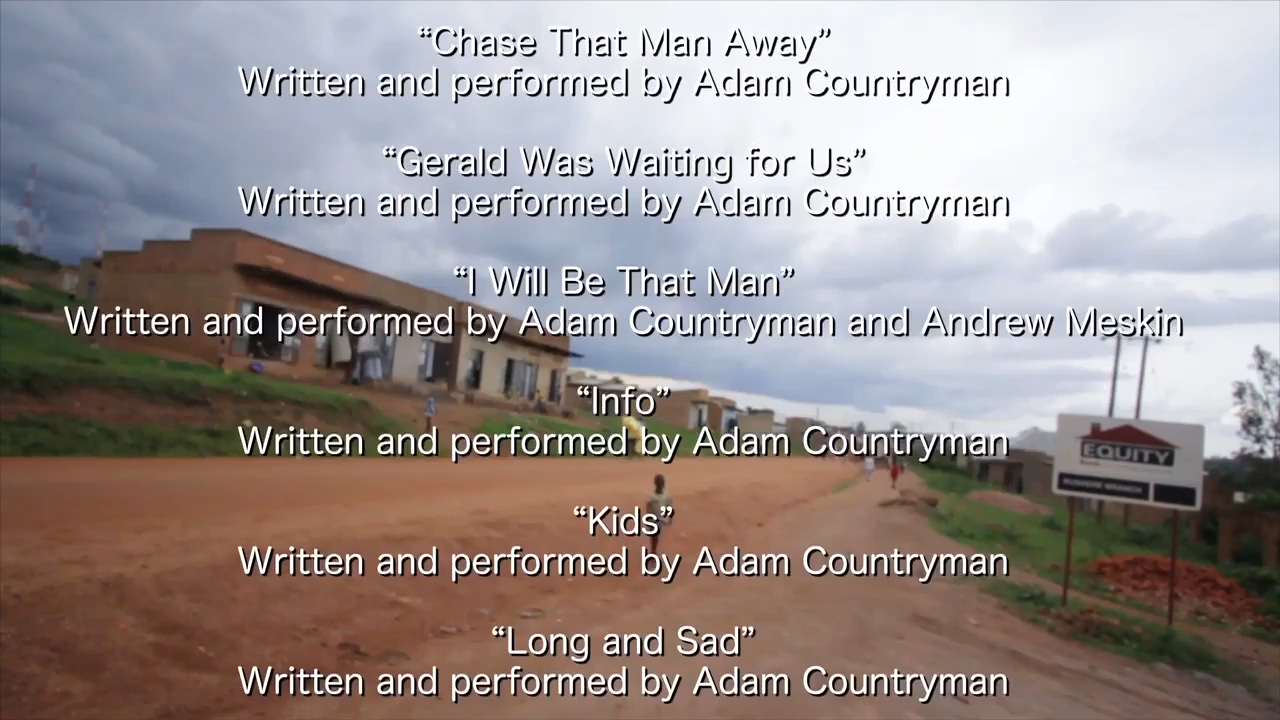 “Chase That Man Away”
Written and performed by Adam Countryman
“Gerald Was Waiting for Us”
Written and performed by Adam Countryman
“I Will Be That Man”
Written and performed by Adam Countryman and Andrew Meskin
“Info”
Written and performed by Adam Countryman
EQUITY
Bank
“Kids”
Written and performed by Adam Countryman
“Long and Sad”
Written and performed by Adam Countryman